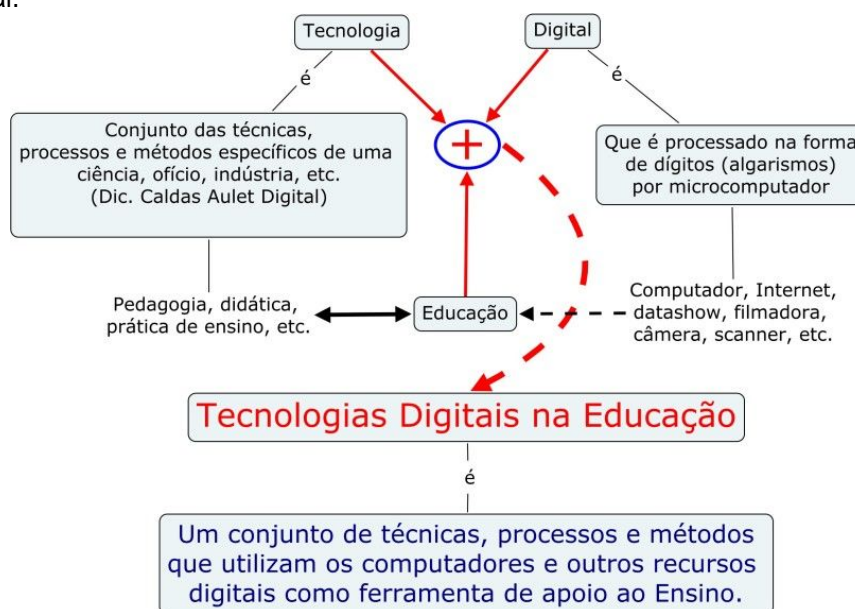 Tecnologia
Digital
é
é
Conjunto das técnicas,
processos e métodos específicos de uma
ciência, ofício, indústria, etc.
(Dic. Caldas Aulet Digital)
+
Que é processado na forma
de dígitos (algarismos)
por microcomputador
Pedagogia, didática,
prática de ensino, etc.
Educação
Computador, Internet,
datashow, filmadora,
câmera, scanner, etc.
Tecnologias Digitais na Educação
é
Um conjunto de técnicas, processos e métodos
que utilizam os computadores e outros recursos
digitais como ferramenta de apoio ao Ensino.